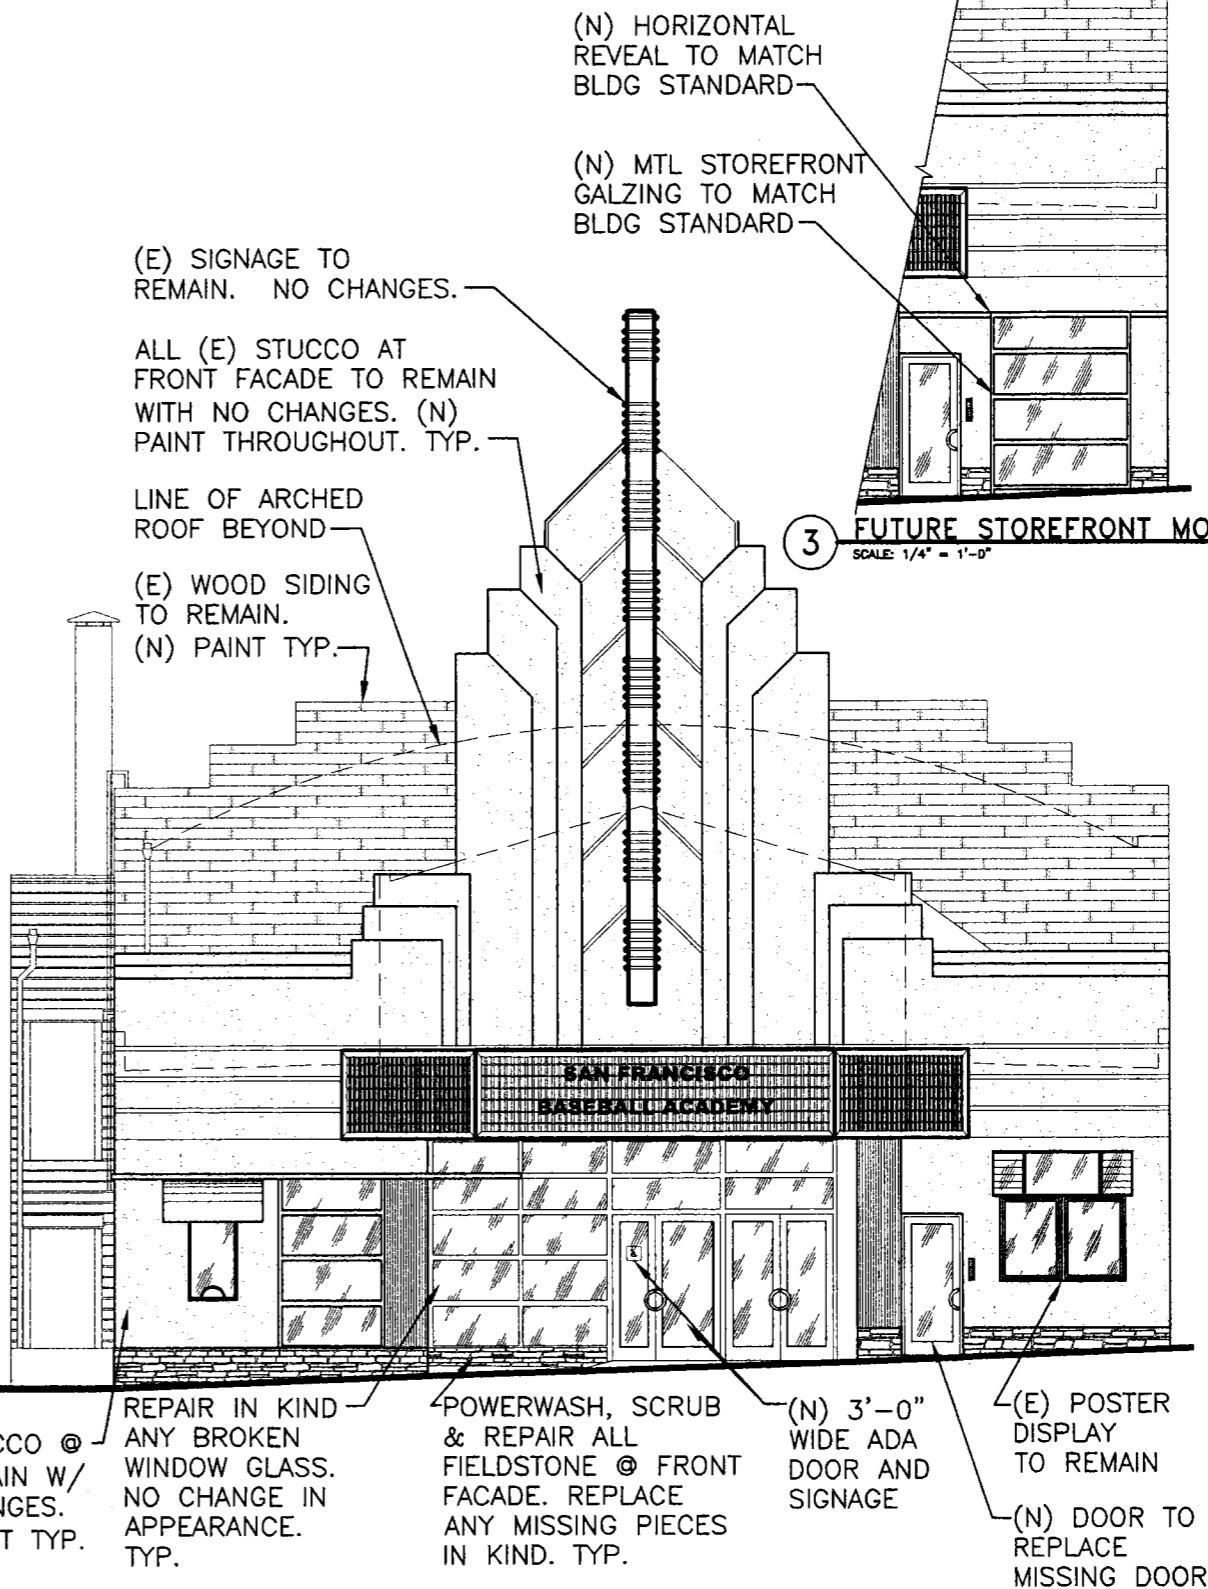 (N) HORIZONTAL
REVEAL TO MATCH
BLDG STANDARD
(N) MTL STOREFRONT
GALZING TO MATCH
BLDG STANDARD
(E) SIGNAGE TO
REMAIN. NO CHANGES.
ALL (E) STUCCO AT
FRONT FACADE TO REMAIN
WITH NO CHANGES. (N)
PAINT THROUGHOUT. TYP.
LINE OF ARCHED
ROOF BEYOND
(E) WOOD SIDING
TO REMAIN.
(N) PAINT TYP.
3 FUTURE STOREFRONT MO
SCALE: 1/4" = 1'-0"
SAN FRANCISCO
BASEBALL ACADEMY
CCO @
AIN W/
NGES.
T TYP.
REPAIR IN KIND
ANY BROKEN
WINDOW GLASS.
NO CHANGE IN
APPEARANCE.
TYP.
POWERWASH, SCRUB
& REPAIR ALL
FIELDSTONE @ FRONT
FACADE. REPLACE
ANY MISSING PIECES
IN KIND. TYP.
(N) 3'-0"
WIDE ADA
DOOR AND
SIGNAGE
(E) POSTER
DISPLAY
TO REMAIN
(N) DOOR TO
REPLACE
MISSING DOOR